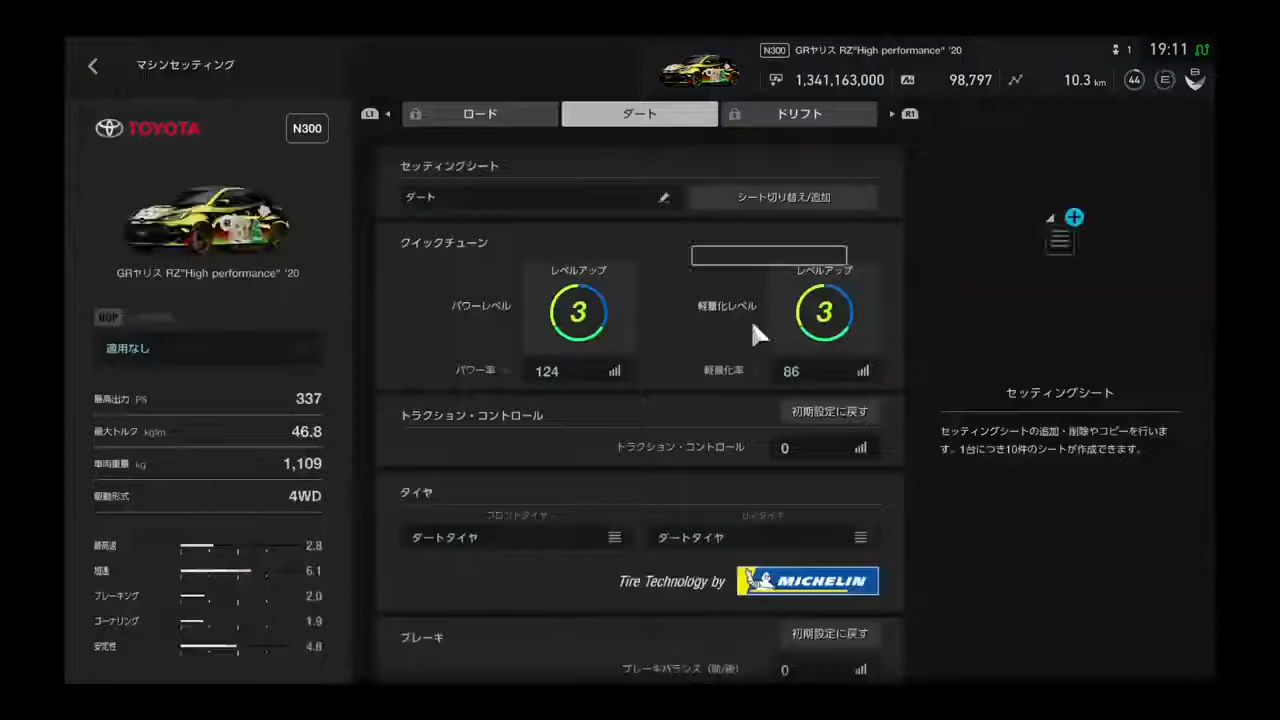 マシンセッティング
N300 GRヤリス RZ"High performance" '20
1 19:11
1,341,163,000 98,797 10.3 km 44 E B
TOYOTA N300
GRヤリス RZ"High performance" '20
BOP
適用なし
最高出力 PS 337
最大トルク kgfm 46.8
車両重量 kg 1,109
駆動形式 4WD
最高速 2.8
加速 6.1
ブレーキング 2.0
コーナリング 1.9
安定性 4.8
L1 ロード ダート ドリフト R1
セッティングシート
ダート シート切り替え/追加
クイックチューン
レベルアップ レベルアップ
パワーレベル 3 軽量化レベル 3
パワー率 124 軽量化率 86
トラクション・コントロール 初期設定に戻す
トラクション・コントロール 0
タイヤ
フロントタイヤ リアタイヤ
ダートタイヤ ダートタイヤ
Tire Technology by MICHELIN
ブレーキ 初期設定に戻す
ブレーキバランス（前/後） 0
セッティングシート
セッティングシートの追加・削除やコピーを行いま
す。1台につき10件のシートが作成できます。